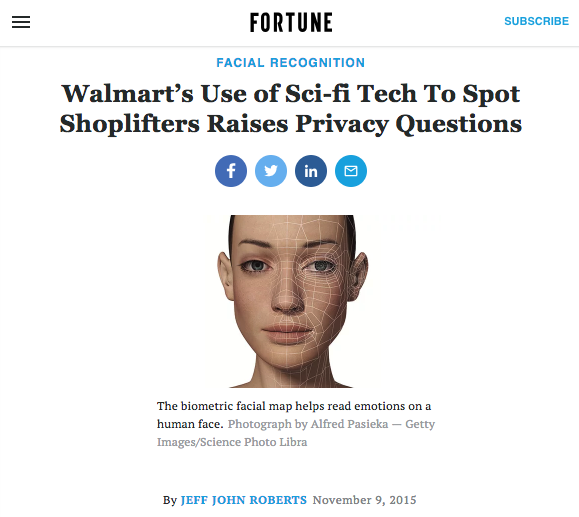 FORTUNE
SUBSCRIBE
FACIAL RECOGNITION
Walmart’s Use of Sci-fi Tech To Spot
Shoplifters Raises Privacy Questions
f
in
The biometric facial map helps read emotions on a
human face. Photograph by Alfred Pasieka — Getty
Images/Science Photo Libra
By JEFF JOHN ROBERTS November 9, 2015